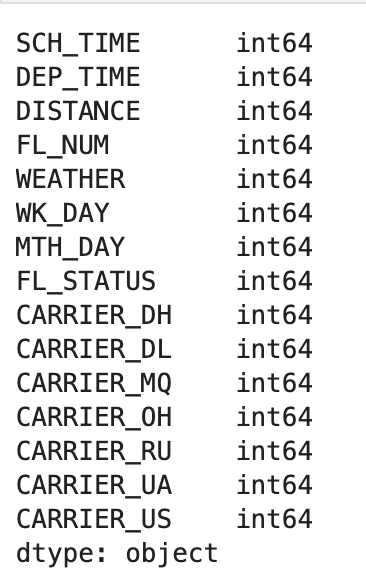 SCH_TIME int64
DEP_TIME int64
DISTANCE int64
FL_NUM int64
WEATHER int64
WK_DAY int64
MTH_DAY int64
FL_STATUS int64
CARRIER_DH int64
CARRIER_DL int64
CARRIER_MQ int64
CARRIER_OH int64
CARRIER_RU int64
CARRIER_UA int64
CARRIER_US int64
dtype: object